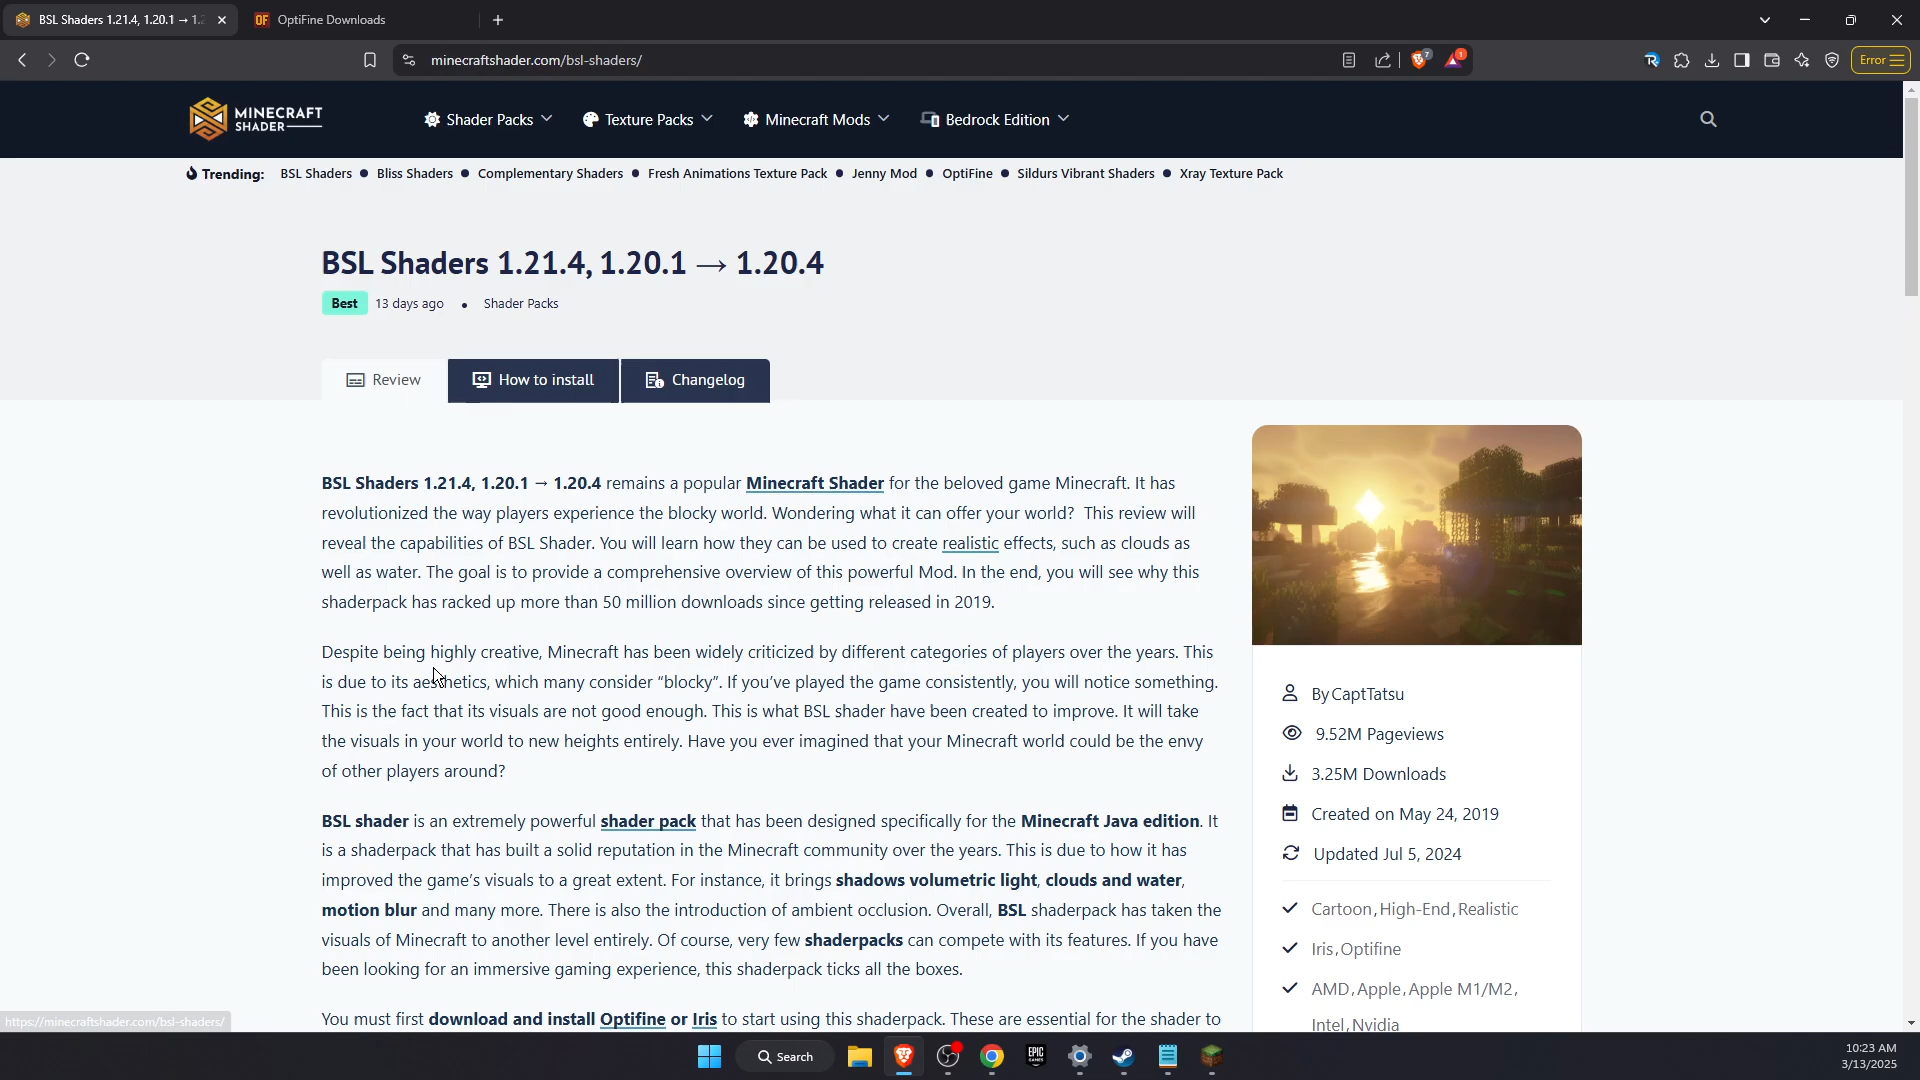 BSL Shaders 1.21.4, 1.20.1 → 1.2
OptiFine Downloads
minecraftshader.com/bsl-shaders/
7
1
Error
MINECRAFT
SHADER
Shader Packs
Texture Packs
Minecraft Mods
Bedrock Edition
Trending:
BSL Shaders
Bliss Shaders
Complementary Shaders
Fresh Animations Texture Pack
Jenny Mod
OptiFine
Sildurs Vibrant Shaders
Xray Texture Pack
BSL Shaders 1.21.4, 1.20.1 → 1.20.4
Best 13 days ago • Shader Packs
Review
How to install
Changelog
BSL Shaders 1.21.4, 1.20.1 → 1.20.4 remains a popular Minecraft Shader for the beloved game Minecraft. It has
revolutionized the way players experience the blocky world. Wondering what it can offer your world? This review will
reveal the capabilities of BSL Shader. You will learn how they can be used to create realistic effects, such as clouds as
well as water. The goal is to provide a comprehensive overview of this powerful Mod. In the end, you will see why this
shaderpack has racked up more than 50 million downloads since getting released in 2019.
Despite being highly creative, Minecraft has been widely criticized by different categories of players over the years. This
is due to its aesthetics, which many consider “blocky”. If you’ve played the game consistently, you will notice something.
This is the fact that its visuals are not good enough. This is what BSL shader have been created to improve. It will take
the visuals in your world to new heights entirely. Have you ever imagined that your Minecraft world could be the envy
of other players around?
BSL shader is an extremely powerful shader pack that has been designed specifically for the Minecraft Java edition. It
is a shaderpack that has built a solid reputation in the Minecraft community over the years. This is due to how it has
improved the game’s visuals to a great extent. For instance, it brings shadows volumetric light, clouds and water,
motion blur and many more. There is also the introduction of ambient occlusion. Overall, BSL shaderpack has taken the
visuals of Minecraft to another level entirely. Of course, very few shaderpacks can compete with its features. If you have
been looking for an immersive gaming experience, this shaderpack ticks all the boxes.
You must first download and install Optifine or Iris to start using this shaderpack. These are essential for the shader to
By CaptTatsu
9.52M Pageviews
3.25M Downloads
Created on May 24, 2019
Updated Jul 5, 2024
Cartoon, High-End, Realistic
Iris, Optifine
AMD, Apple, Apple M1/M2,
Intel, Nvidia
https://minecraftshader.com/bsl-shaders/
Search
EPIC
GAMES
10:23 AM
3/13/2025